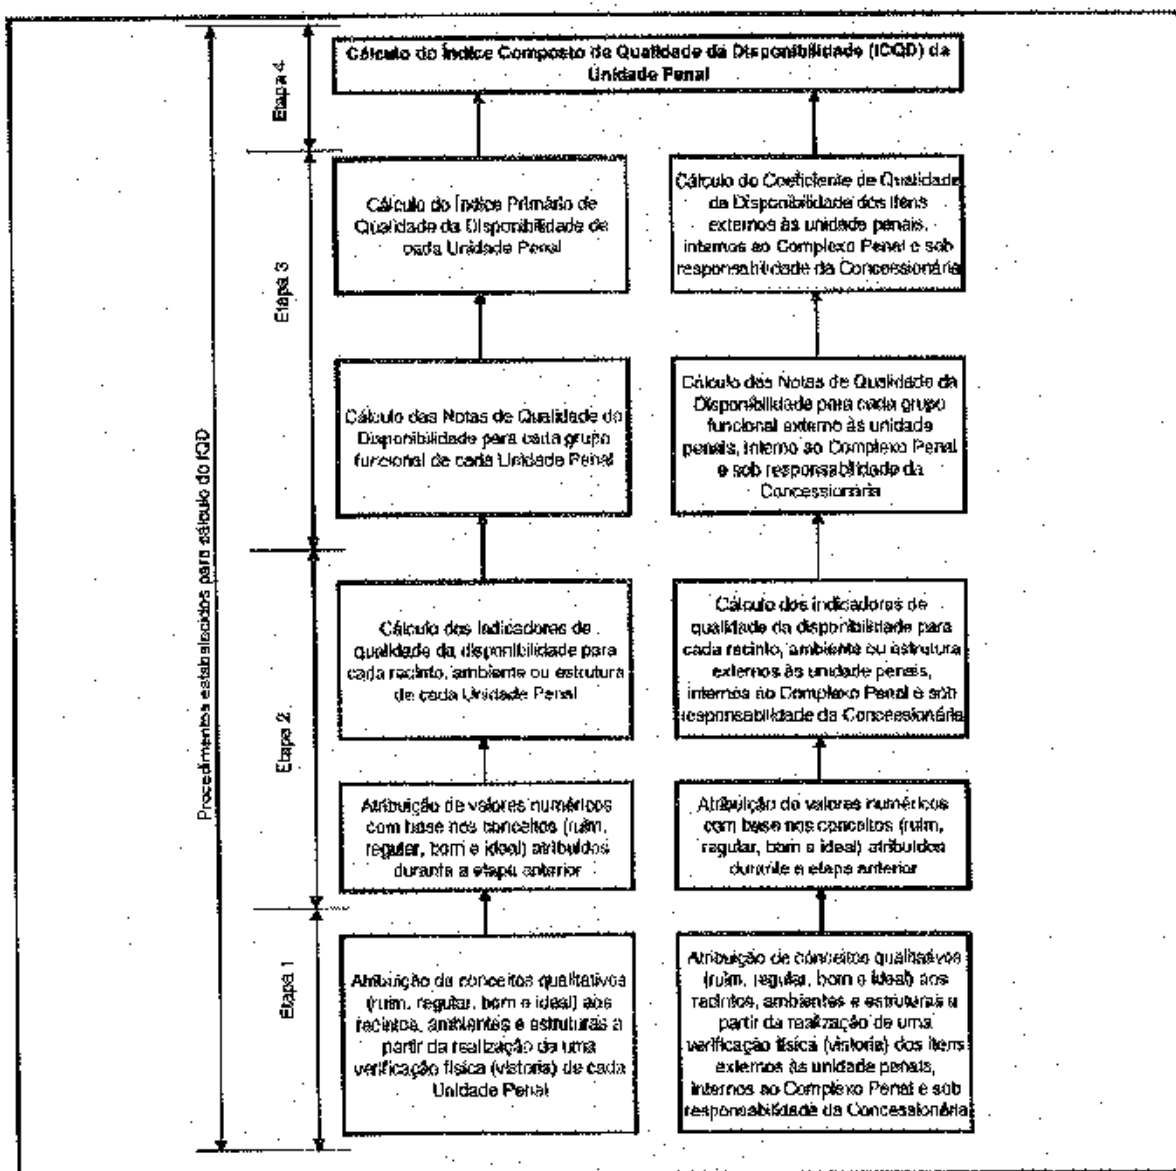 Cálculo do Índice Composto de Qualidade da Disponibilidade (ICQD) da
Unidade Penal
Etapa 4
Cálculo do Índice Primário de
Qualidade da Disponibilidade de
cada Unidade Penal
Cálculo do Coeficiente de Qualidade
da Disponibilidade dos itens
externos às unidade penais,
internos ao Complexo Penal e sob
responsabilidade da Concessionária
Etapa 3
Cálculo das Notas de Qualidade da
Disponibilidade para cada grupo
funcional de cada Unidade Penal
Cálculo das Notas de Qualidade da
Disponibilidade para cada grupo
funcional externo às unidade
penais, interno ao Complexo Penal
e sob responsabilidade da
Concessionária
Procedimentos estabelecidos para cálculo do IQD
Cálculo dos indicadores de
qualidade da disponibilidade para
cada recinto, ambiente ou estrutura
de cada Unidade Penal
Cálculo dos indicadores de
qualidade da disponibilidade para
cada recinto, ambiente ou estrutura
externos às unidade penais,
internos ao Complexo Penal e sob
responsabilidade da Concessionária
Etapa 2
Atribuição de valores numéricos
com base nos conceitos (ruim,
regular, bom e ideal) atribuídos
durante a etapa anterior
Atribuição de valores numéricos
com base nos conceitos (ruim,
regular, bom e ideal) atribuídos
durante a etapa anterior
Etapa 1
Atribuição de conceitos qualitativos
(ruim, regular, bom e ideal) aos
recintos, ambientes e estruturas a
partir da realização de uma
verificação física (vistoria) de cada
Unidade Penal
Atribuição de conceitos qualitativos
(ruim, regular, bom e ideal) aos
recintos, ambientes e estruturas a
partir da realização de uma
verificação física (vistoria) dos itens
externos às unidade penais,
internos ao Complexo Penal e sob
responsabilidade da Concessionária